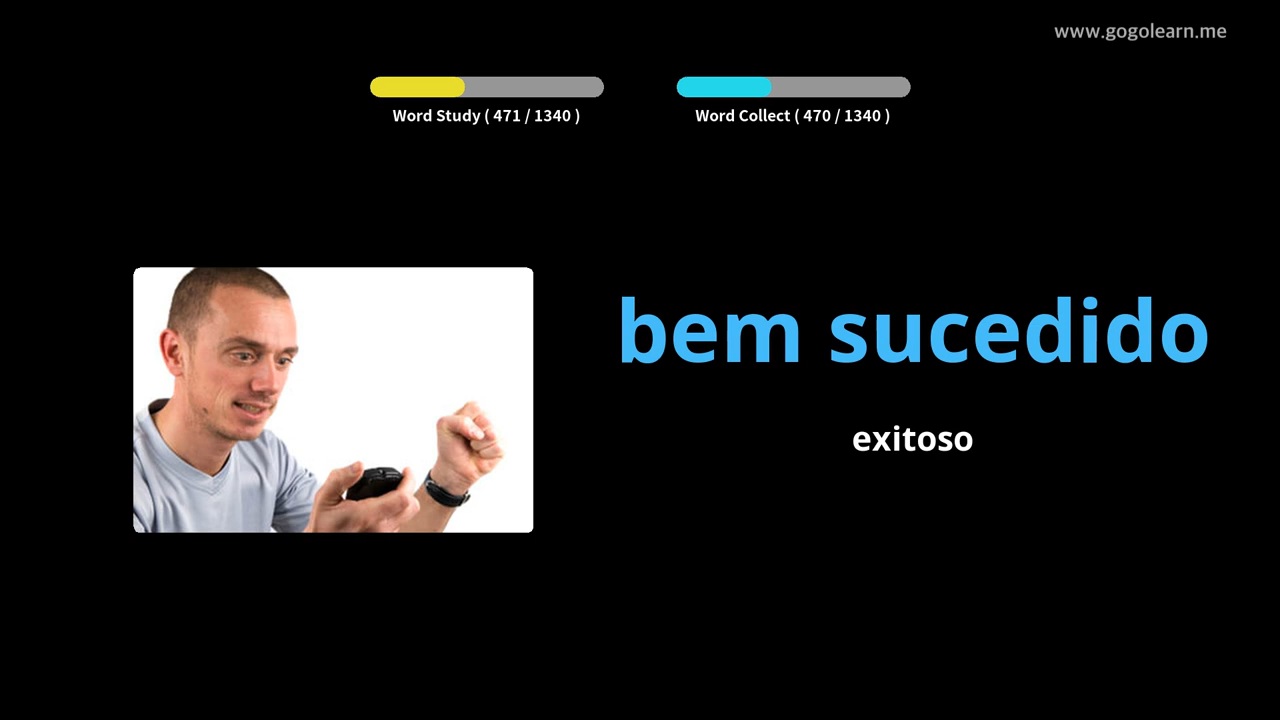 www.gogolearn.me
Word Study ( 471 / 1340 )
Word Collect ( 470 / 1340 )
bem sucedido
exitoso